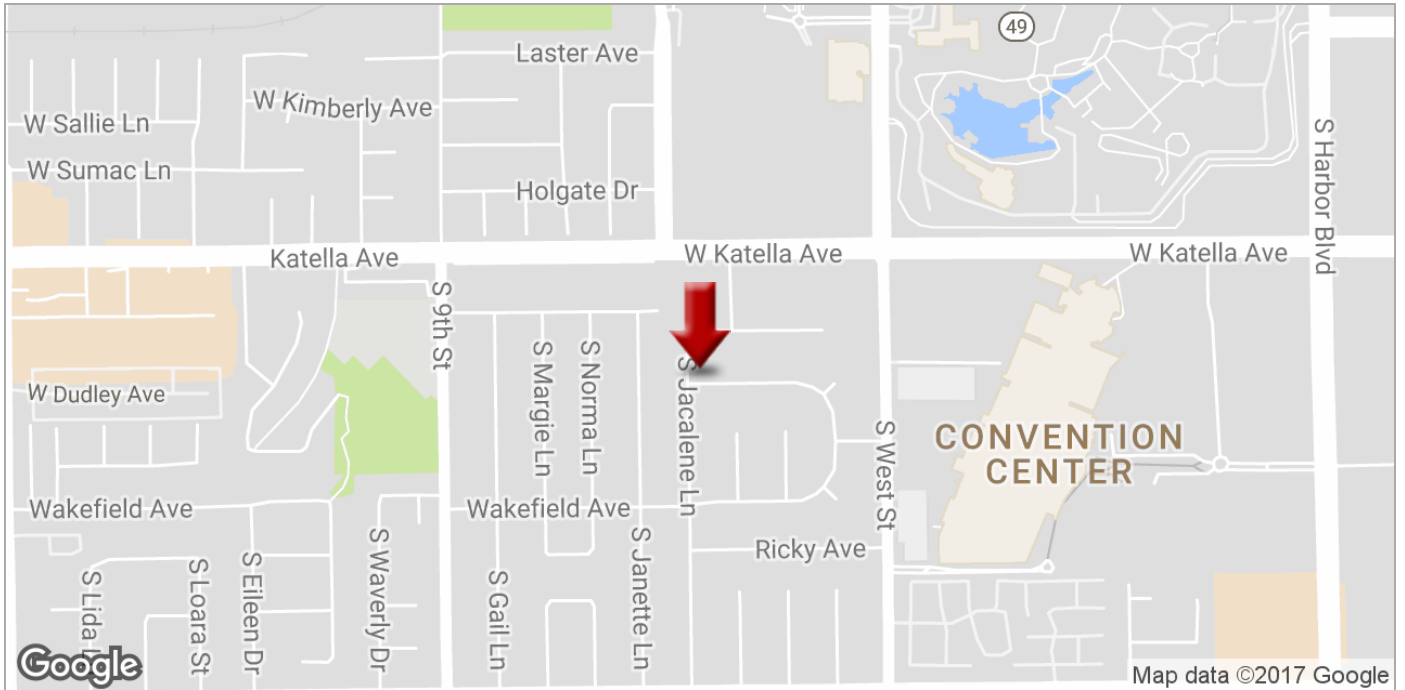 49
Laster Ave
W Kimberly Ave
W Sallie Ln
W Sumac Ln
Holgate Dr
S Harbor Blvd
Katella Ave
W Katella Ave
W Katella Ave
S 9th St
S Margie Ln
S Norma Ln
S Jacalene Ln
W Dudley Ave
S West St
CONVENTION
CENTER
Wakefield Ave
Wakefield Ave
Ricky Ave
S Lida L
S Loara St
S Eileen Dr
S Waverly Dr
S Gail Ln
S Janette Ln
Google
Map data ©2017 Google